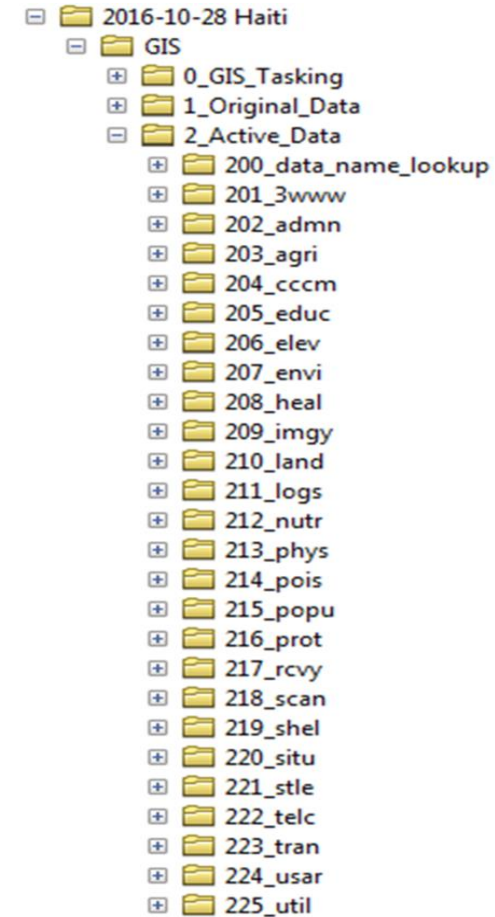 2016-10-28 Haiti
GIS
0_GIS_Tasking
1_Original_Data
2_Active_Data
200_data_name_lookup
201_3www
202_admn
203_agri
204_cccm
205_educ
206_elev
207_envi
208_heal
209_imgy
210_land
211_logs
212_nutr
213_phys
214_pois
215_popu
216_prot
217_rcvy
218_scan
219_shel
220_situ
221_stle
222_telc
223_tran
224_usar
225_util